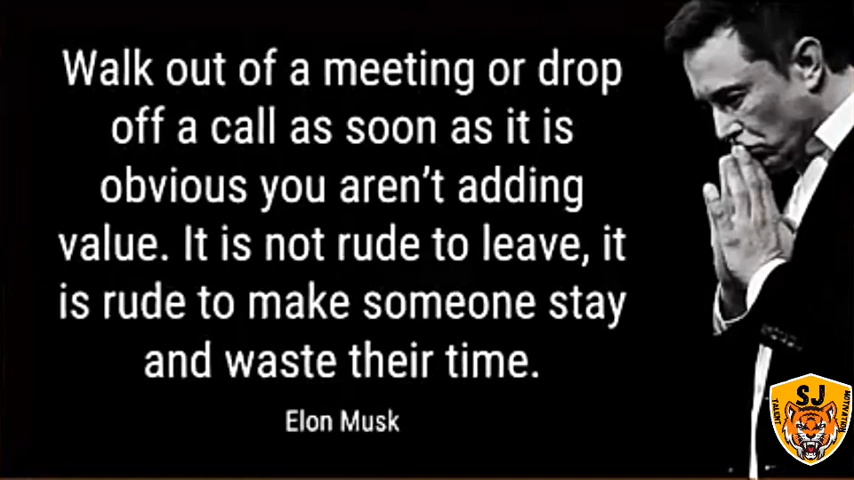 Walk out of a meeting or drop
off a call as soon as it is
obvious you aren’t adding
value. It is not rude to leave, it
is rude to make someone stay
and waste their time.
Elon Musk
SJ
TALENT
MOTIVATION